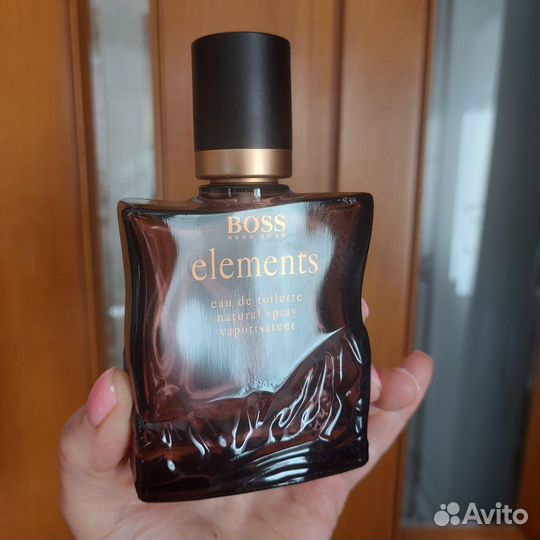 BOSS
HUGO BOSS
elements
eau de toilette
natural spray
vaporisateur
Avito